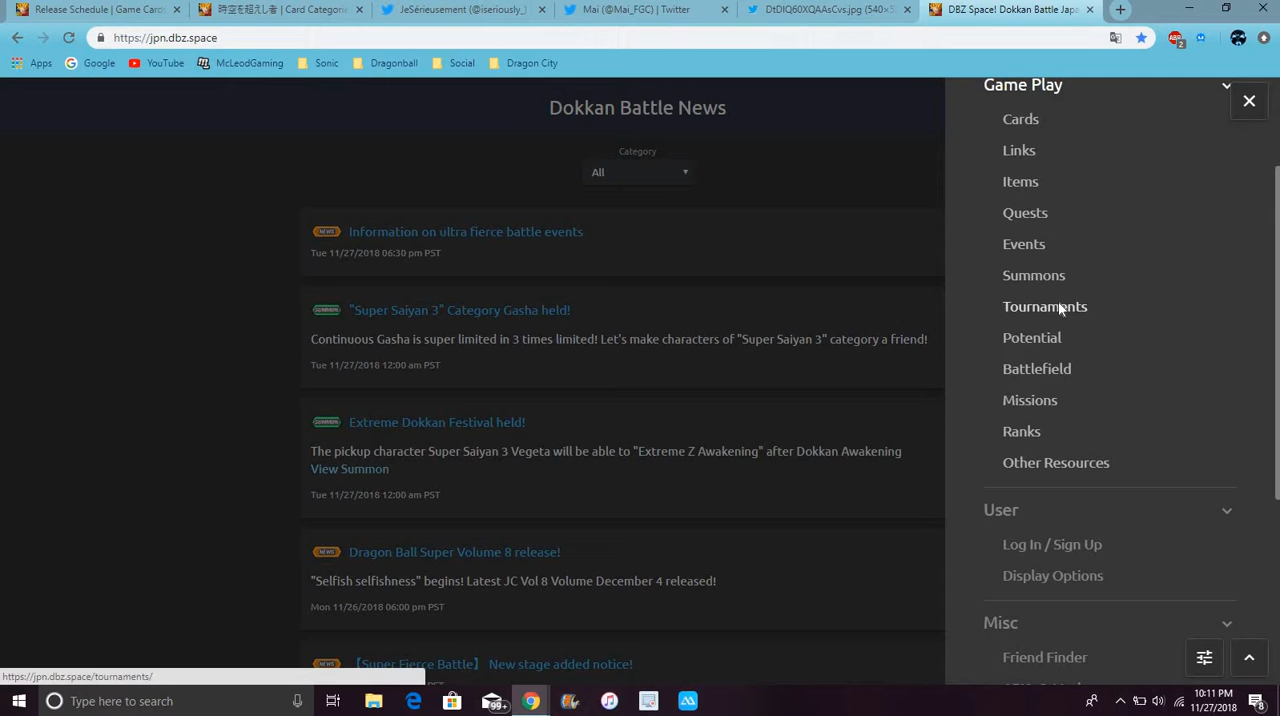 Release Schedule | Game Cards
時空を超えし者 | Card Categorie
JeSérieusement (@iseriously_
Mai (@Mai_FGC) | Twitter
DtDIQ60XQAAsCvs.jpg (540×5
DBZ Space! Dokkan Battle Japa
https://jpn.dbz.space
2
Apps
Google
YouTube
McLeodGaming
Sonic
Dragonball
Social
Dragon City
Dokkan Battle News
Category
All
NEWS Information on ultra fierce battle events
Tue 11/27/2018 06:30 pm PST
"Super Saiyan 3" Category Gasha held!
Continuous Gasha is super limited in 3 times limited! Let's make characters of "Super Saiyan 3" category a friend!
Tue 11/27/2018 12:00 am PST
Extreme Dokkan Festival held!
The pickup character Super Saiyan 3 Vegeta will be able to "Extreme Z Awakening" after Dokkan Awakening
View Summon
Tue 11/27/2018 12:00 am PST
NEWS Dragon Ball Super Volume 8 release!
"Selfish selfishness" begins! Latest JC Vol 8 Volume December 4 released!
Mon 11/26/2018 06:00 pm PST
【Super Fierce Battle】 New stage added notice!
Game Play
Cards
Links
Items
Quests
Events
Summons
Tournaments
Potential
Battlefield
Missions
Ranks
Other Resources
User
Log In / Sign Up
Display Options
Misc
Friend Finder
https://jpn.dbz.space/tournaments/
Type here to search
99+
10:11 PM
11/27/2018